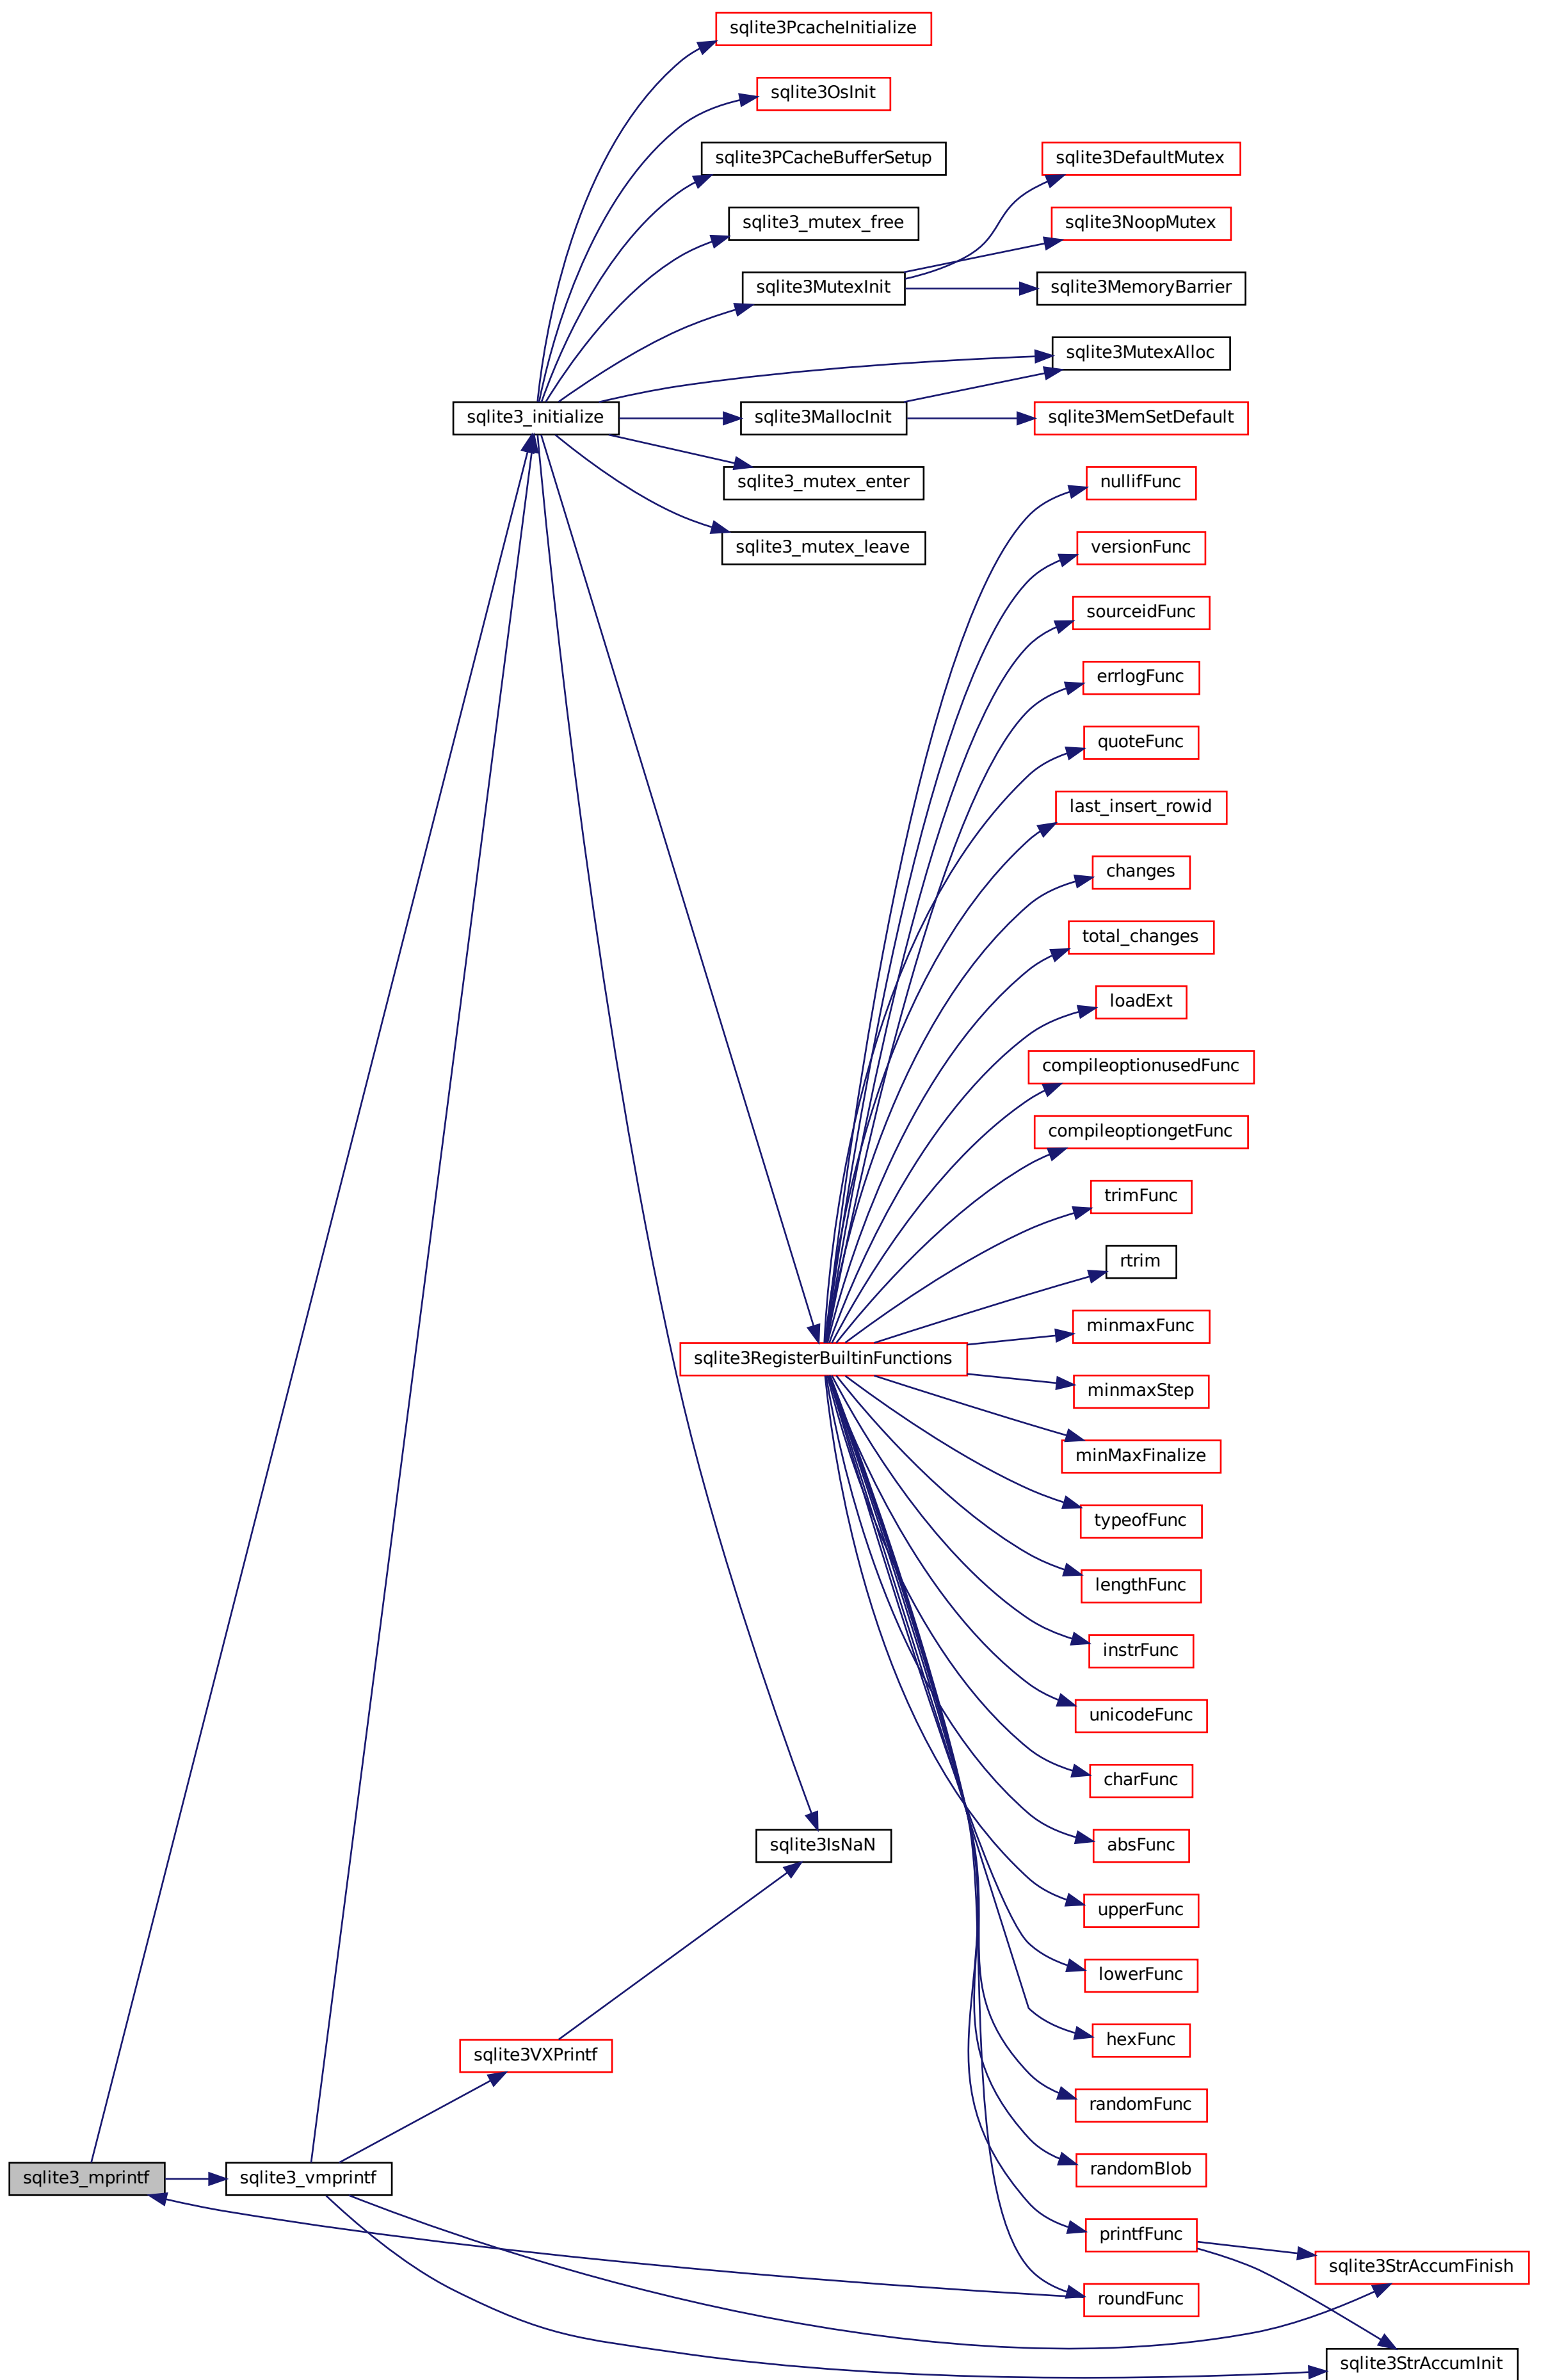 sqlite3PcacheInitialize
sqlite3OsInit
sqlite3PCacheBufferSetup
sqlite3DefaultMutex
sqlite3_mutex_free
sqlite3NoopMutex
sqlite3MutexInit
sqlite3MemoryBarrier
sqlite3MutexAlloc
sqlite3_initialize
sqlite3MallocInit
sqlite3MemSetDefault
sqlite3_mutex_enter
nullifFunc
sqlite3_mutex_leave
versionFunc
sourceidFunc
errlogFunc
quoteFunc
last_insert_rowid
changes
total_changes
loadExt
compileoptionusedFunc
compileoptiongetFunc
trimFunc
rtrim
minmaxFunc
sqlite3RegisterBuiltinFunctions
minmaxStep
minMaxFinalize
typeofFunc
lengthFunc
instrFunc
unicodeFunc
charFunc
sqlite3IsNaN
absFunc
upperFunc
lowerFunc
sqlite3VXPrintf
hexFunc
randomFunc
sqlite3_mprintf
sqlite3_vmprintf
randomBlob
printfFunc
sqlite3StrAccumFinish
roundFunc
sqlite3StrAccumInit